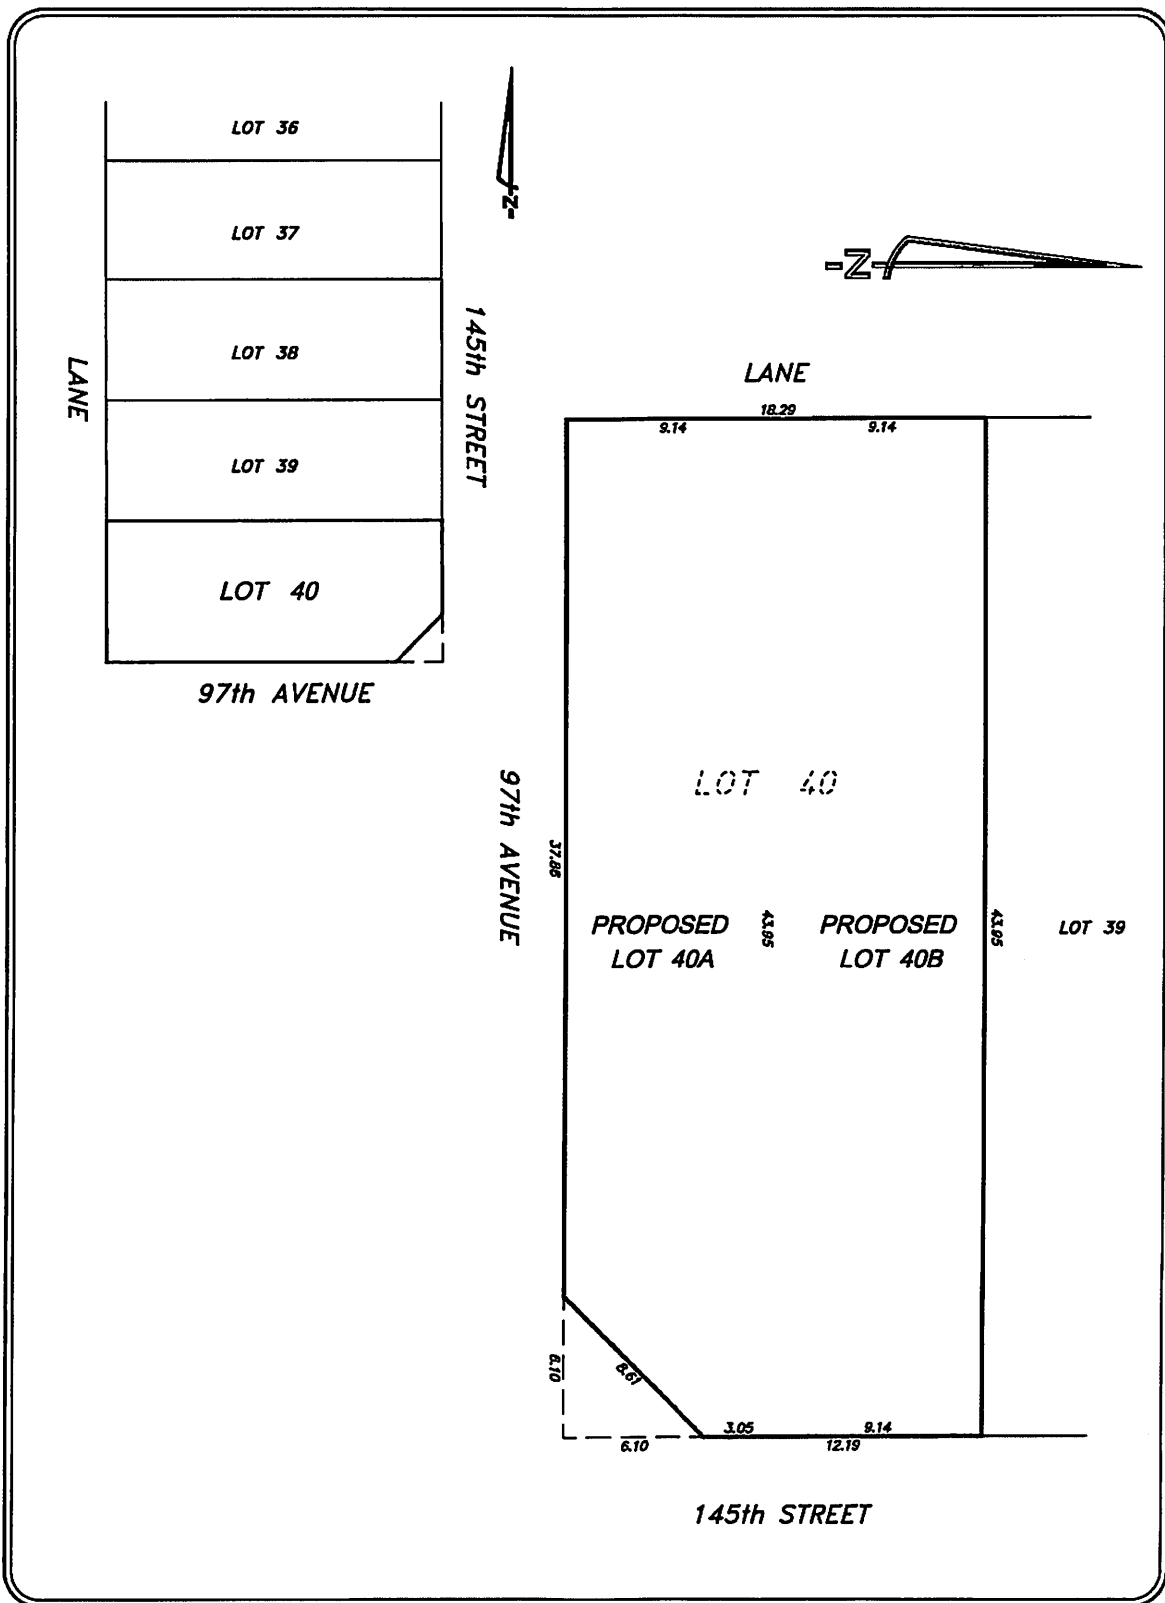 LOT 36
LOT 37
LOT 38
LOT 39
LOT 40
LANE
145th STREET
97th AVENUE
-Z-
-Z-
LANE
18.29
9.14
9.14
LOT 40
97th AVENUE
37.86
PROPOSED
LOT 40A
43.95
PROPOSED
LOT 40B
43.95
LOT 39
6.10
8.61
6.10
3.05
9.14
12.19
145th STREET